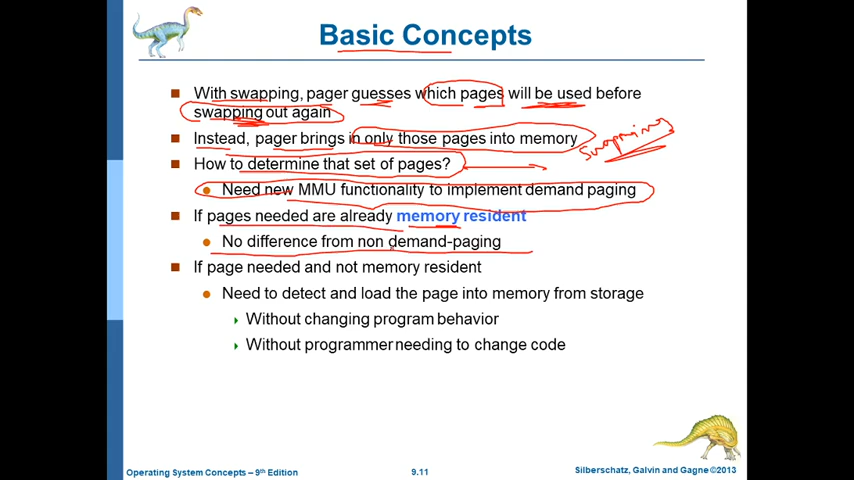 Basic Concepts
With swapping, pager guesses which pages will be used before
swapping out again
Instead, pager brings in only those pages into memory
swapping
How to determine that set of pages?
Need new MMU functionality to implement demand paging
If pages needed are already memory resident
No difference from non demand-paging
If page needed and not memory resident
Need to detect and load the page into memory from storage
Without changing program behavior
Without programmer needing to change code
Operating System Concepts – 9th Edition
9.11
Silberschatz, Galvin and Gagne ©2013